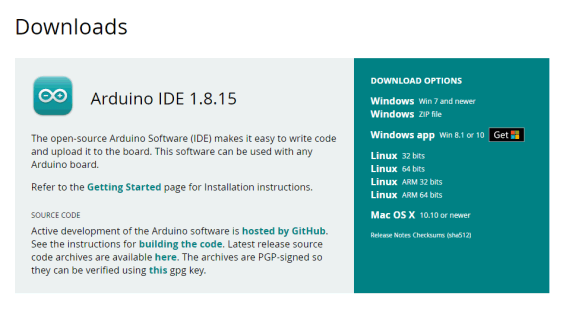 Downloads
Arduino IDE 1.8.15
The open-source Arduino Software (IDE) makes it easy to write code
and upload it to the board. This software can be used with any
Arduino board.
Refer to the Getting Started page for Installation instructions.
SOURCE CODE
Active development of the Arduino software is hosted by GitHub.
See the instructions for building the code. Latest release source
code archives are available here. The archives are PGP-signed so
they can be verified using this gpg key.
DOWNLOAD OPTIONS
Windows Win 7 and newer
Windows ZIP file
Windows app Win 8.1 or 10 Get
Linux 32 bits
Linux 64 bits
Linux ARM 32 bits
Linux ARM 64 bits
Mac OS X 10.10 or newer
Release Notes Checksums (sha512)